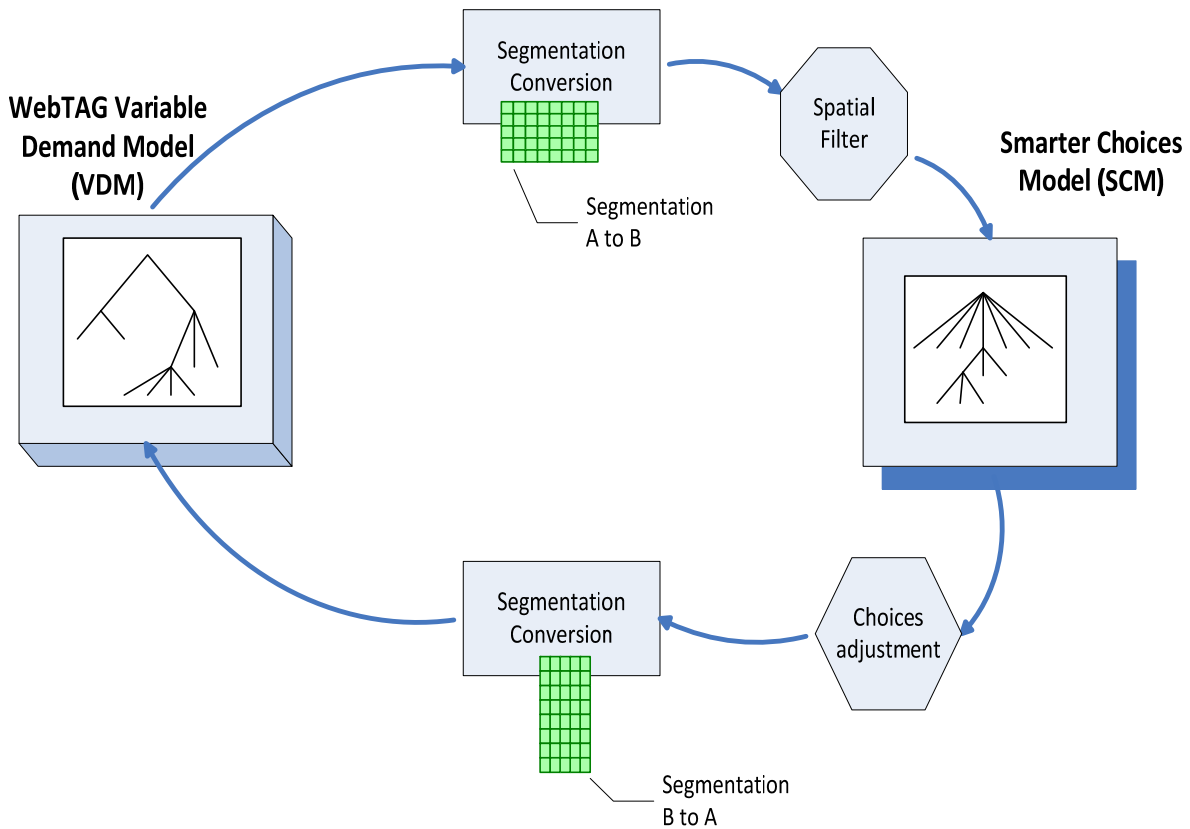 Segmentation
Conversion
WebTAG Variable
Demand Model
(VDM)
Spatial
Filter
Smarter Choices
Model (SCM)
Segmentation
A to B
Segmentation
Conversion
Choices
adjustment
Segmentation
B to A